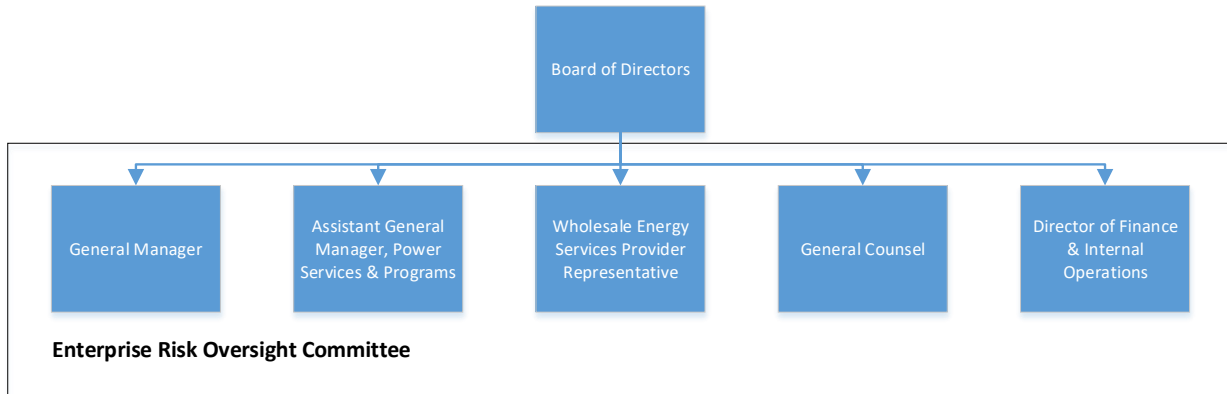 Board of Directors
General Manager
Assistant General
Manager, Power
Services & Programs
Wholesale Energy
Services Provider
Representative
General Counsel
Director of Finance
& Internal
Operations
Enterprise Risk Oversight Committee